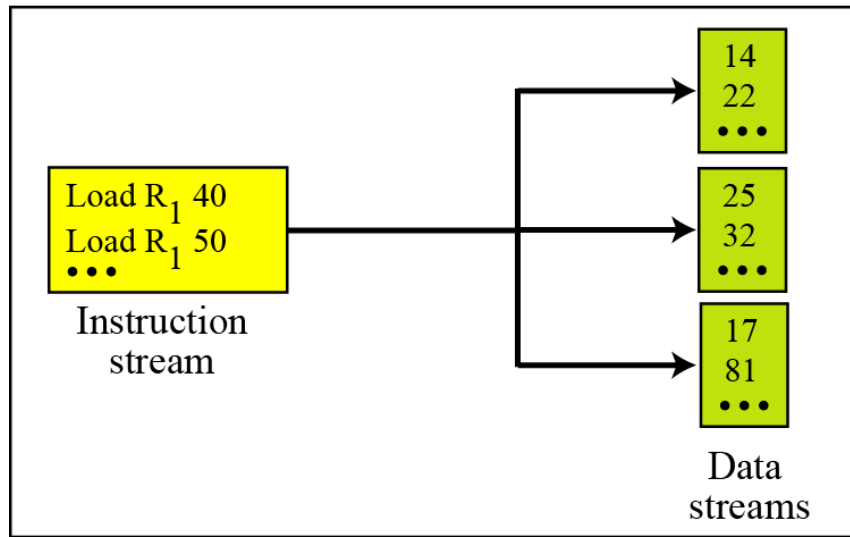 Load R1 40
Load R1 50
•••
Instruction
stream
14
22
•••
25
32
•••
17
81
•••
Data
streams